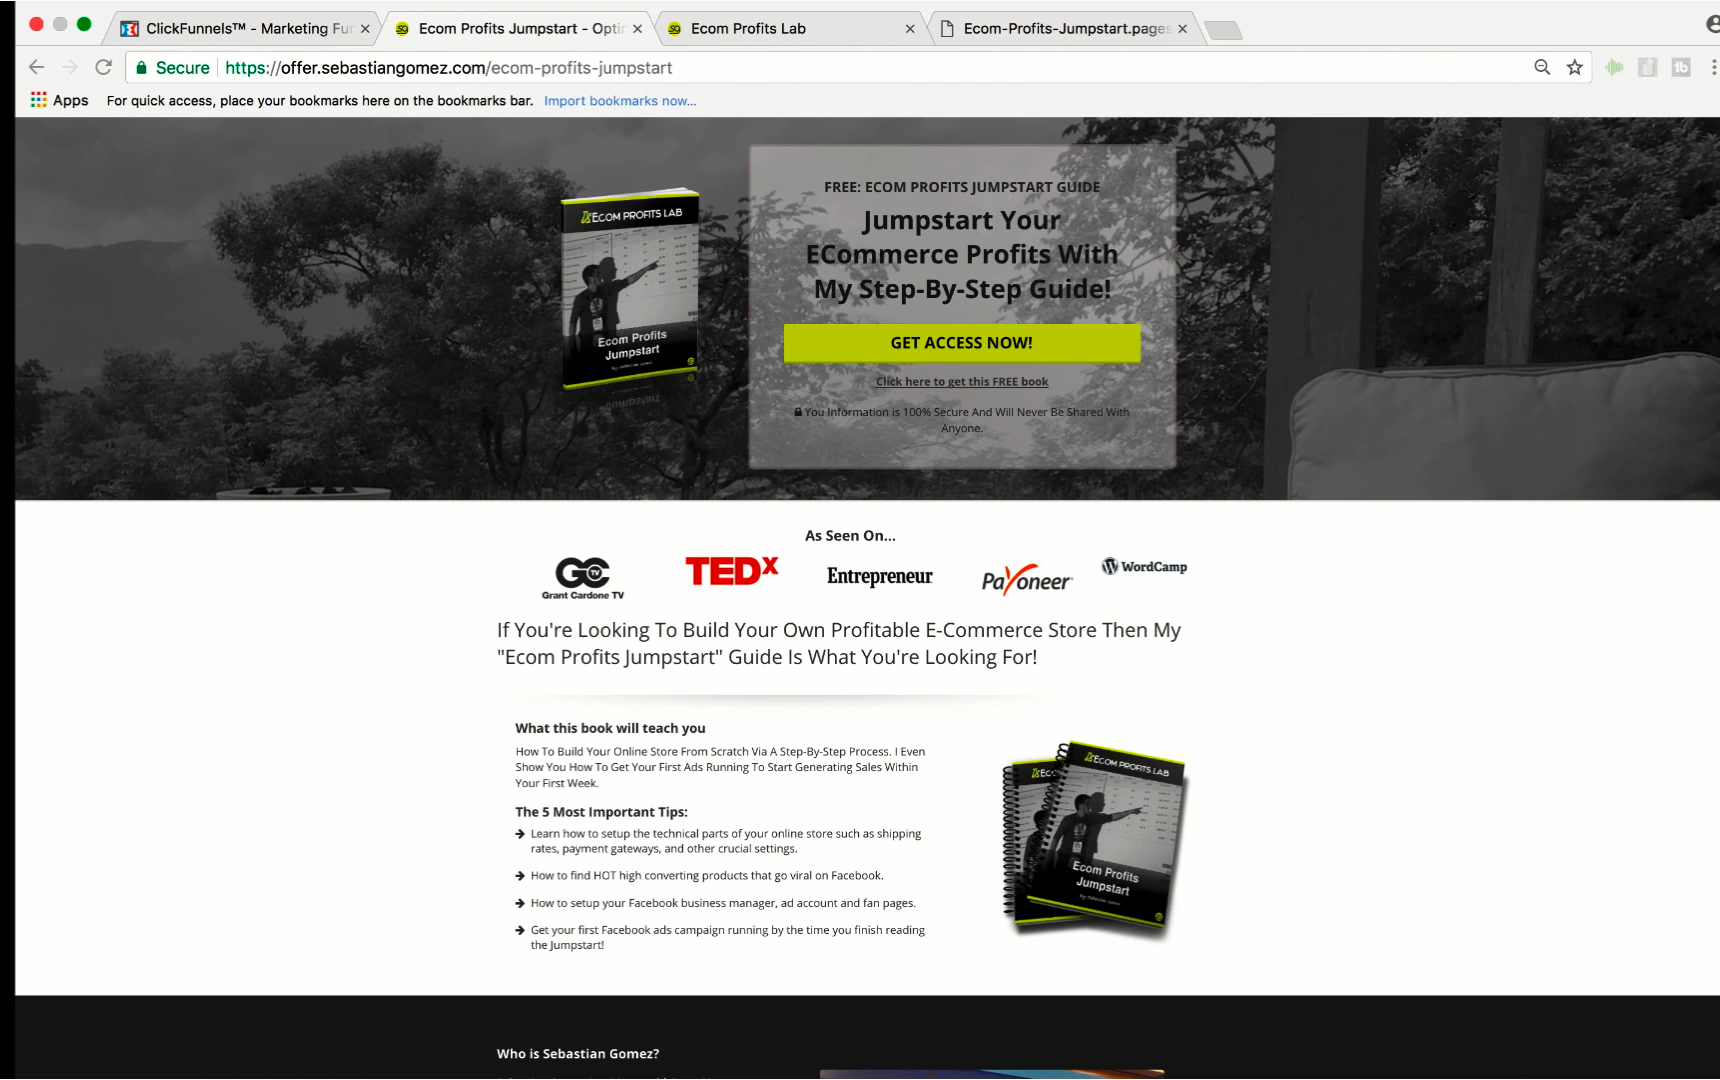 ClickFunnels™ - Marketing Fu
Ecom Profits Jumpstart - Opti
Ecom Profits Lab
Ecom-Profits-Jumpstart.pages
Secure
https://offer.sebastiangomez.com/ecom-profits-jumpstart
Apps
For quick access, place your bookmarks here on the bookmarks bar.
Import bookmarks now...
ECOM PROFITS LAB
Ecom Profits
Jumpstart
FREE: ECOM PROFITS JUMPSTART GUIDE
Jumpstart Your
ECommerce Profits With
My Step-By-Step Guide!
GET ACCESS NOW!
Click here to get this FREE book
You Information is 100% Secure And Will Never Be Shared With
Anyone.
As Seen On...
GC TV
Grant Cardone TV
TEDx
Entrepreneur
Payoneer
WordCamp
If You're Looking To Build Your Own Profitable E-Commerce Store Then My
"Ecom Profits Jumpstart" Guide Is What You're Looking For!
What this book will teach you
How To Build Your Online Store From Scratch Via A Step-By-Step Process. I Even
Show You How To Get Your First Ads Running To Start Generating Sales Within
Your First Week.
The 5 Most Important Tips:
Learn how to setup the technical parts of your online store such as shipping
rates, payment gateways, and other crucial settings.
How to find HOT high converting products that go viral on Facebook.
How to setup your Facebook business manager, ad account and fan pages.
Get your first Facebook ads campaign running by the time you finish reading
the Jumpstart!
ECOM PROFITS LAB
Ecom Profits
Jumpstart
Who is Sebastian Gomez?